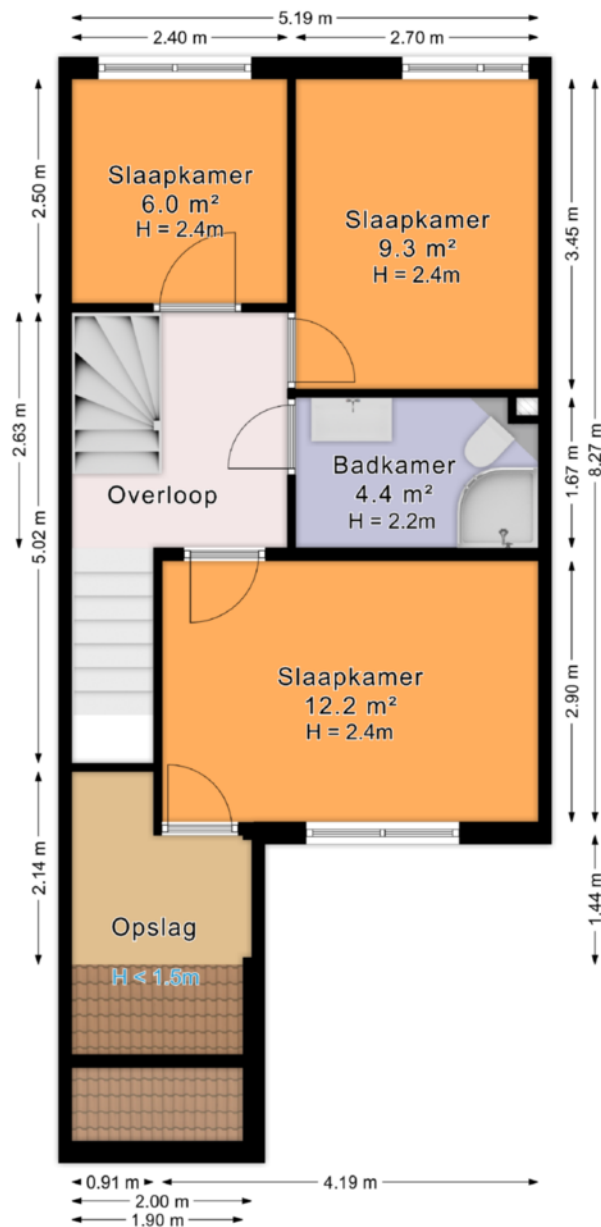 5.19 m
2.40 m
2.70 m
2.50 m
Slaapkamer
6.0 m²
H = 2.4m
Slaapkamer
9.3 m²
H = 2.4m
3.45 m
8.27 m
2.63 m
5.02 m
Overloop
Badkamer
4.4 m²
H = 2.2m
1.67 m
Slaapkamer
12.2 m²
H = 2.4m
2.90 m
2.14 m
Opslag
H < 1.5m
1.44 m
0.91 m
4.19 m
2.00 m
1.90 m